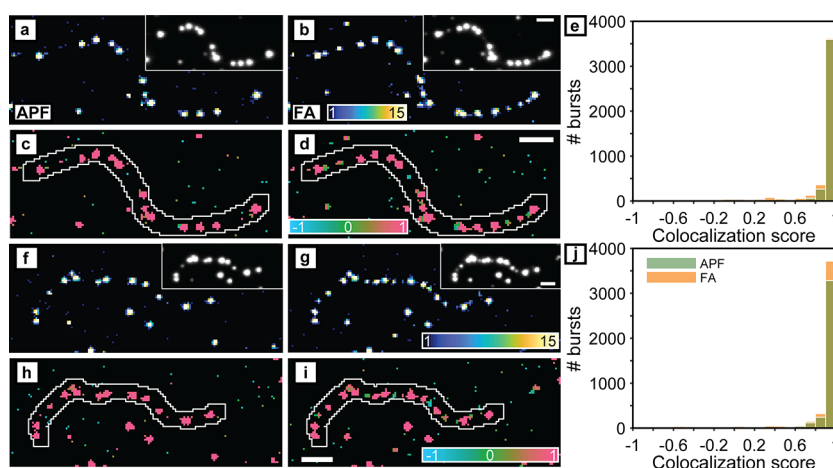 a
b
APF
FA
1 15
c
d
-1 0 1
e
4000
3000
2000
1000
0
# bursts
-1 -0.6 -0.2 0.2 0.6 1
Colocalization score
f
g
1 15
h
i
-1 0 1
j
APF
FA
4000
3000
2000
1000
0
# bursts
-1 -0.6 -0.2 0.2 0.6 1
Colocalization score